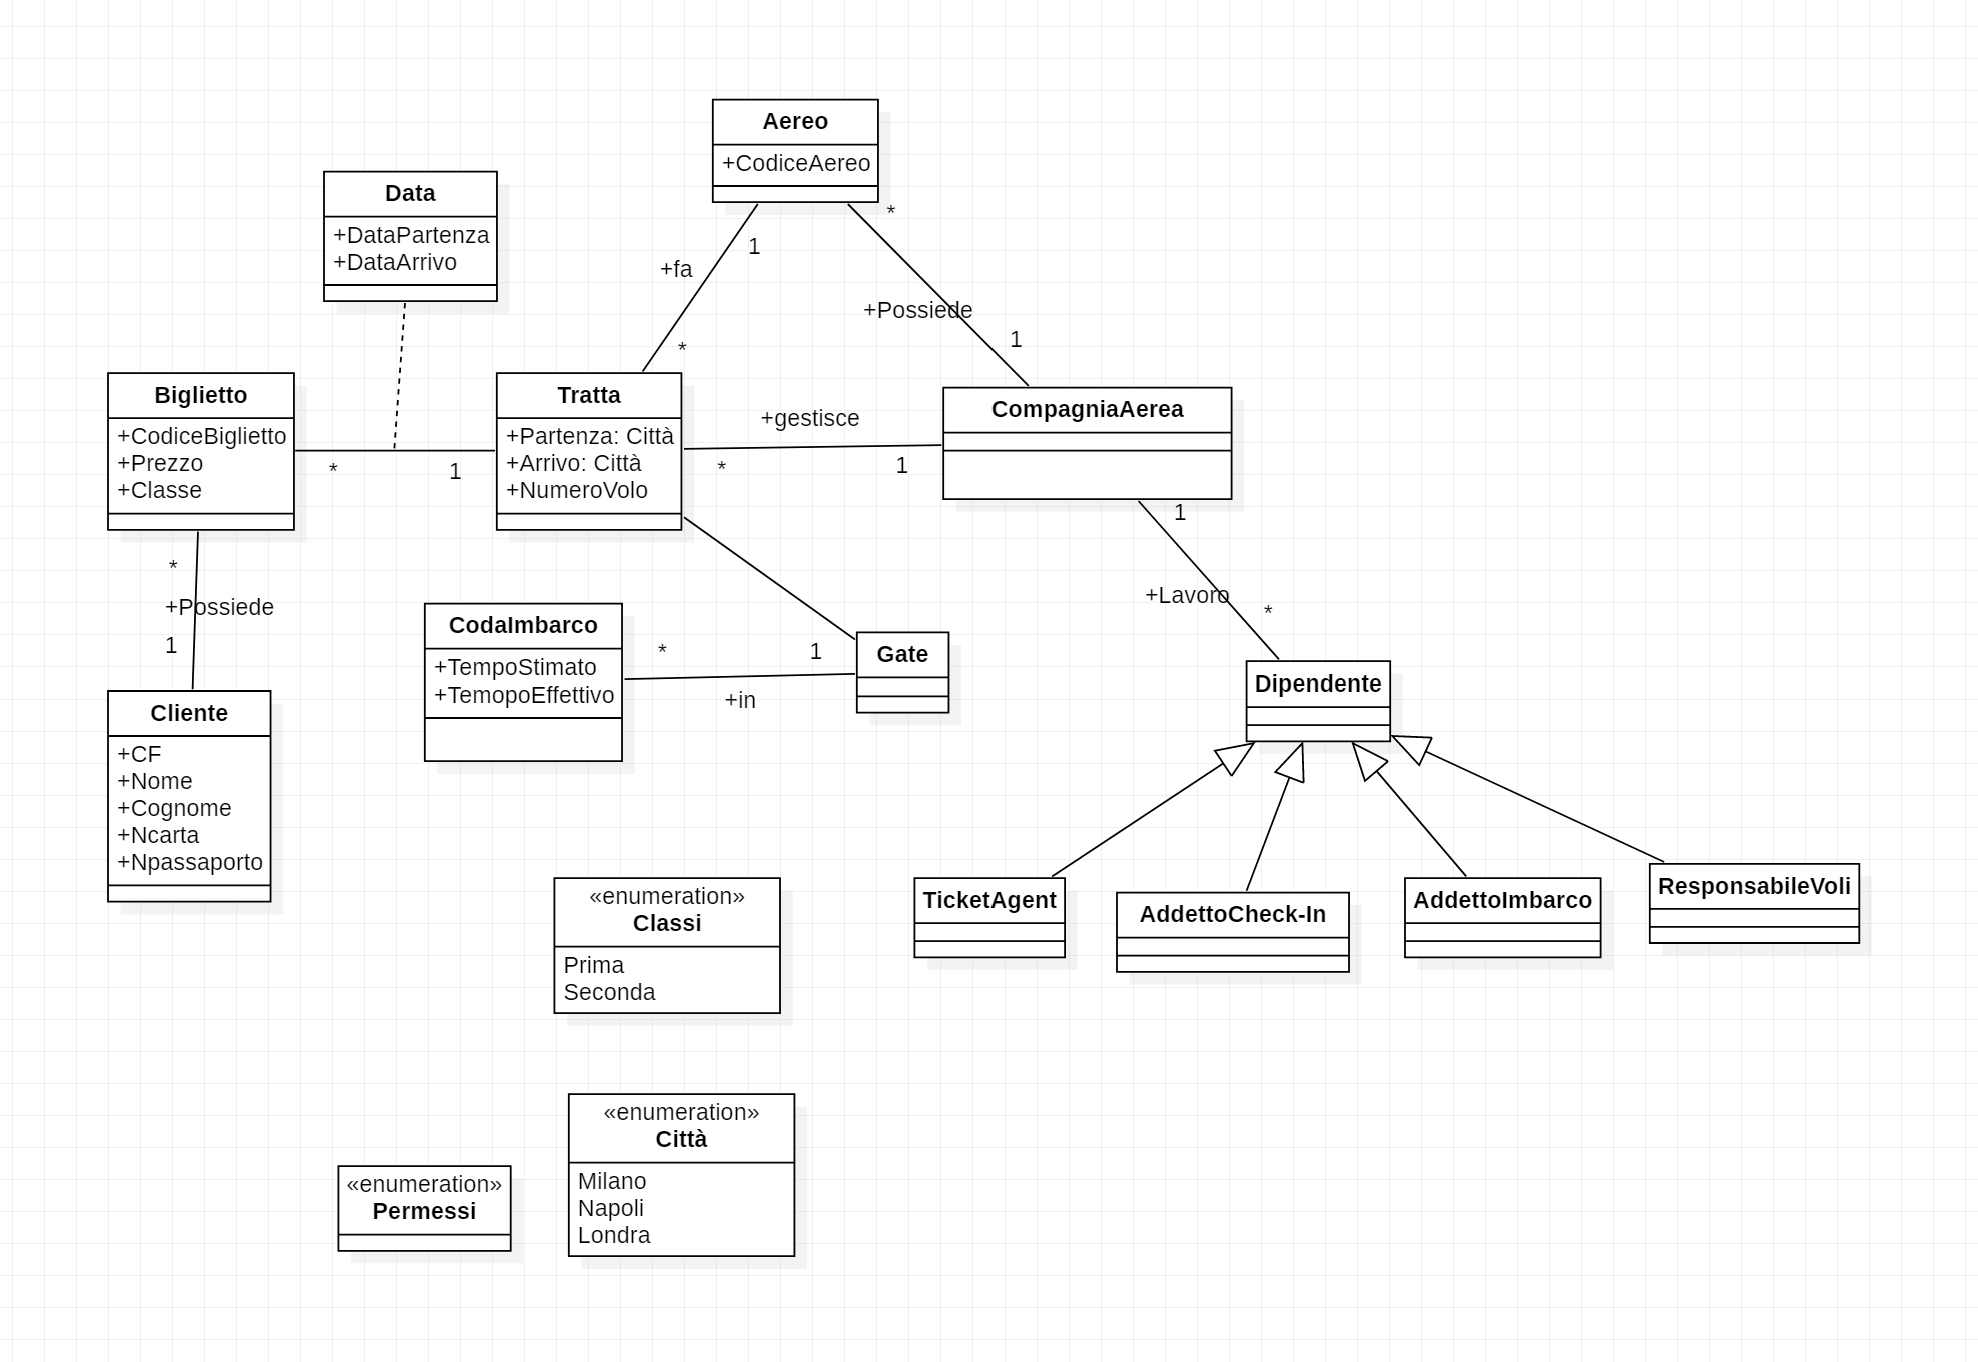 Aereo
+CodiceAereo
Data
+DataPartenza
+DataArrivo
*
1
+fa
+Possiede
1
*
Biglietto
+CodiceBiglietto
+Prezzo
+Classe
*
1
Tratta
+Partenza: Città
+Arrivo: Città
+NumeroVolo
+gestisce
*
1
CompagniaAerea
1
+Lavoro
*
*
+Possiede
1
CodaImbarco
+TempoStimato
+TemopoEffettivo
*
1
+in
Gate
Dipendente
Cliente
+CF
+Nome
+Cognome
+Ncarta
+Npassaporto
TicketAgent
AddettoCheck-In
AddettoImbarco
ResponsabileVoli
«enumeration»
Classi
Prima
Seconda
«enumeration»
Città
Milano
Napoli
Londra
«enumeration»
Permessi